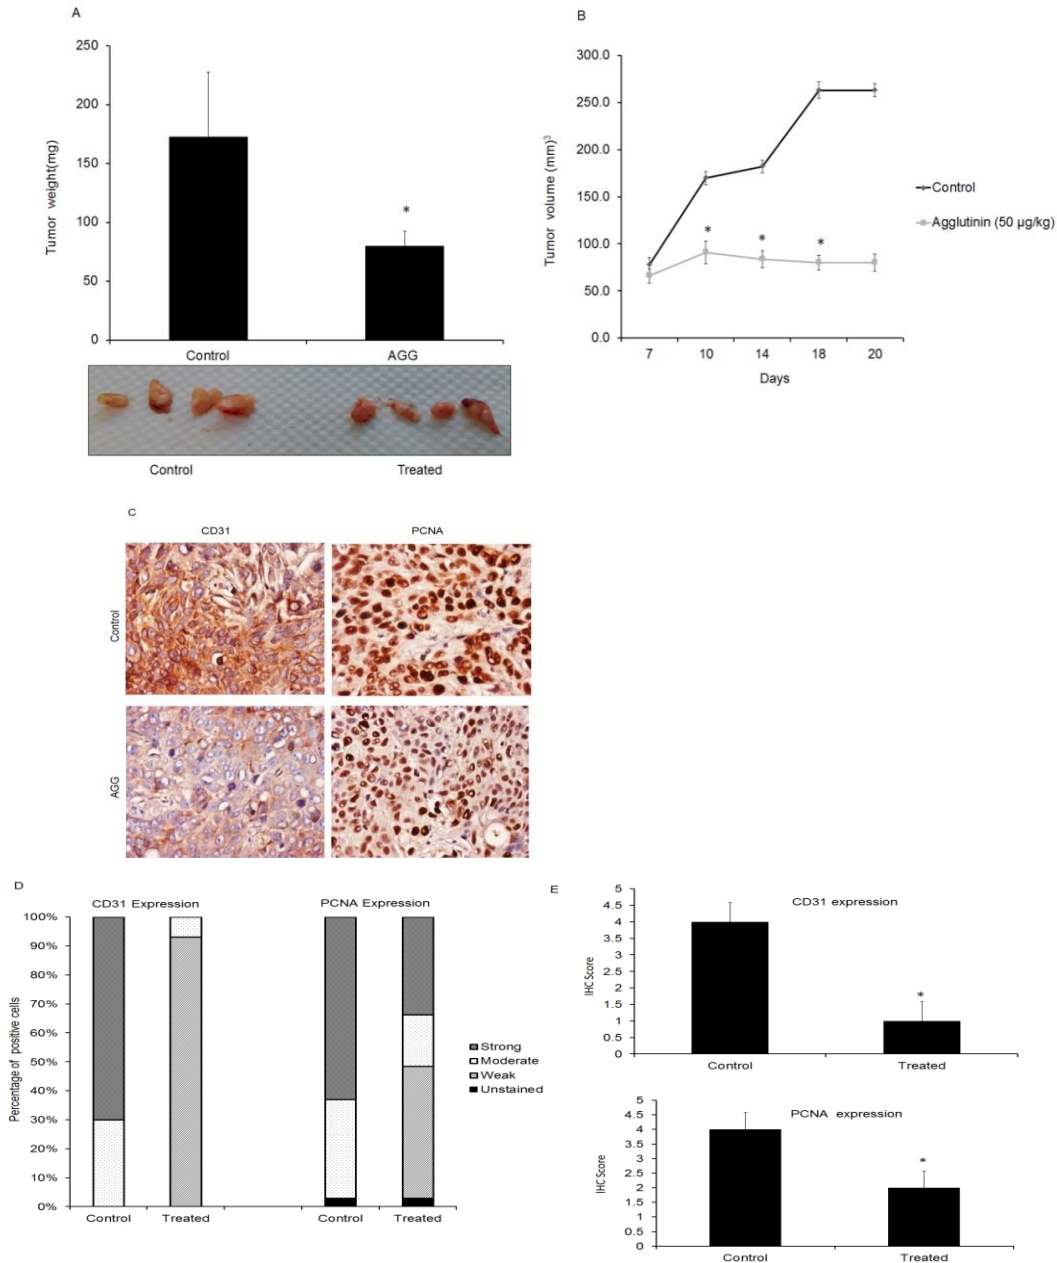 A
250
200
150
100
50
0
Tumor weight(mg)
*
Control
AGG
Control
Treated
B
300.0
250.0
200.0
150.0
100.0
50.0
0.0
Tumor volume (mm)³
* * *
7 10 14 18 20
Days
Control
Agglutinin (50 µg/kg)
C
CD31
PCNA
Control
AGG
D
CD31 Expression
PCNA Expression
100%
90%
80%
70%
60%
50%
40%
30%
20%
10%
0%
Percentage of positive cells
Control Treated Control Treated
Strong
Moderate
Weak
Unstained
E
CD31 expression
5
4.5
4
3.5
3
2.5
2
1.5
1
0.5
0
IHC Score
*
Control
Treated
PCNA expression
5
4.5
4
3.5
3
2.5
2
1.5
1
0.5
0
IHC Score
*
Control
Treated